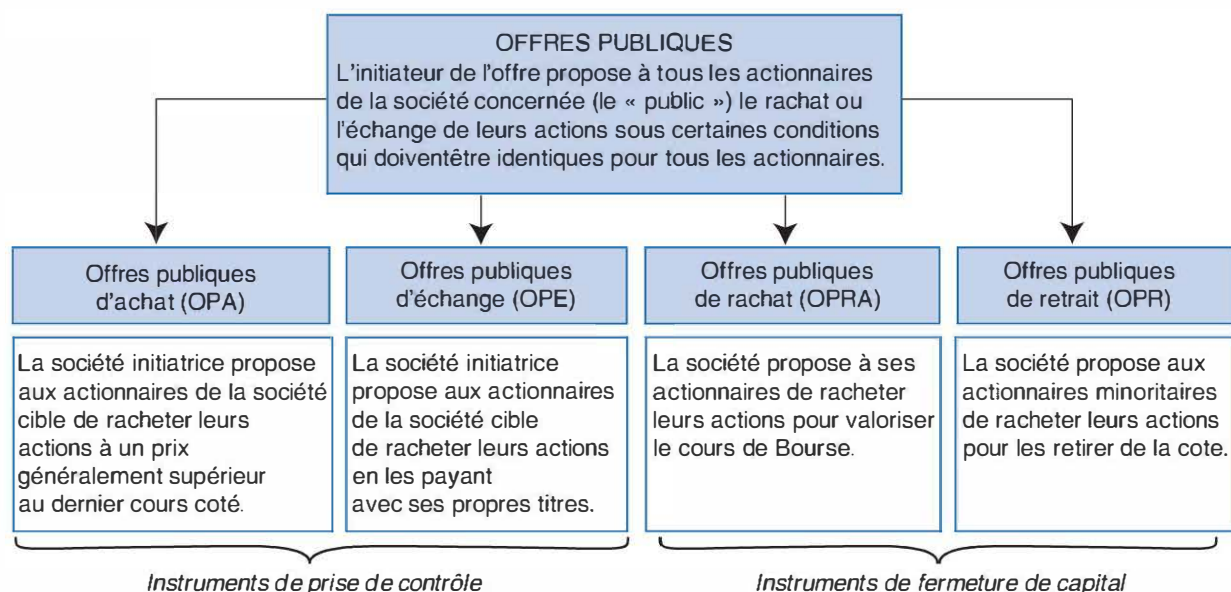 OFFRES PUBLIQUES
L'initiateur de l'offre propose à tous les actionnaires
de la société concernée (le « public ») le rachat ou
l'échange de leurs actions sous certaines conditions
qui doiventêtre identiques pour tous les actionnaires.
Offres publiques
d'achat (OPA)
La société initiatrice propose
aux actionnaires de la société
cible de racheter leurs
actions à un prix
généralement supérieur
au dernier cours coté.
Offres publiques
d'échange (OPE)
La société initiatrice
propose aux actionnaires
de la société cible
de racheter leurs actions
en les payant
avec ses propres titres.
Offres publiques
de rachat (OPRA)
La société propose à ses
actionnaires de racheter
leurs actions pour valoriser
le cours de Bourse.
Offres publiques
de retrait (OPR)
La société propose aux
actionnaires minoritaires
de racheter leurs actions
pour les retirer de la cote.
Instruments de prise de contrôle
Instruments de fermeture de capital